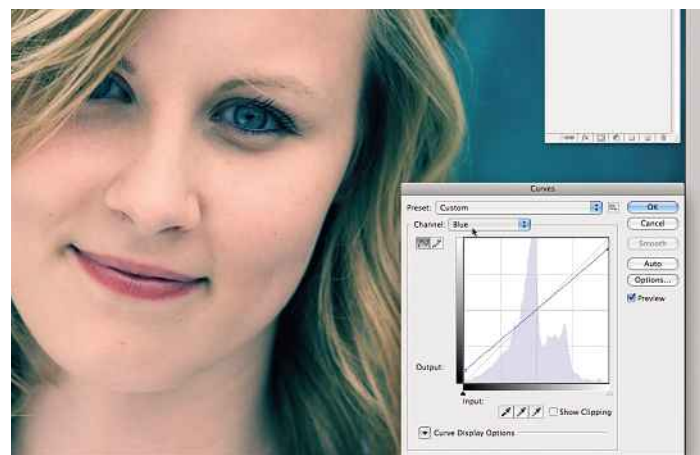 Curves
Preset: Custom
OK
Channel: Blue
Cancel
Smooth
Auto
Options...
Preview
Output:
Input:
Show Clipping
Curve Display Options